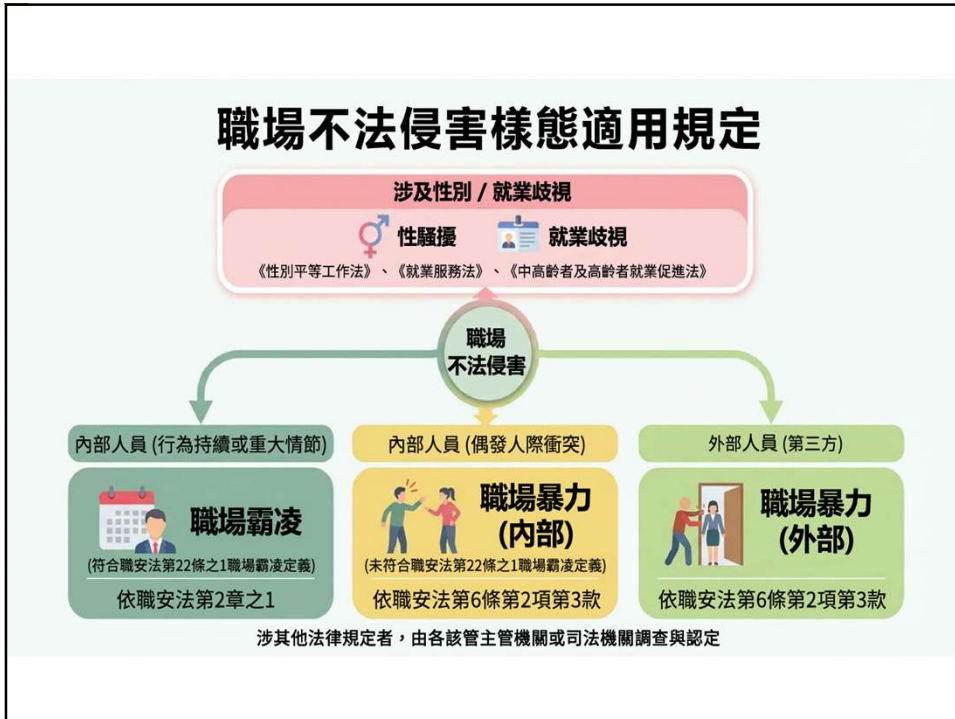 職場不法侵害樣態適用規定
涉及性別 / 就業歧視
性騷擾
就業歧視
《性別平等工作法》、《就業服務法》、《中高齡者及高齡者就業促進法》
職場
不法侵害
內部人員 (行為持續或重大情節)
職場霸凌
(符合職安法第22條之1職場霸凌定義)
依職安法第2章之1
內部人員 (偶發人際衝突)
職場暴力
(內部)
(未符合職安法第22條之1職場霸凌定義)
依職安法第6條第2項第3款
外部人員 (第三方)
職場暴力
(外部)
依職安法第6條第2項第3款
涉其他法律規定者，由各該管主管機關或司法機關調查與認定